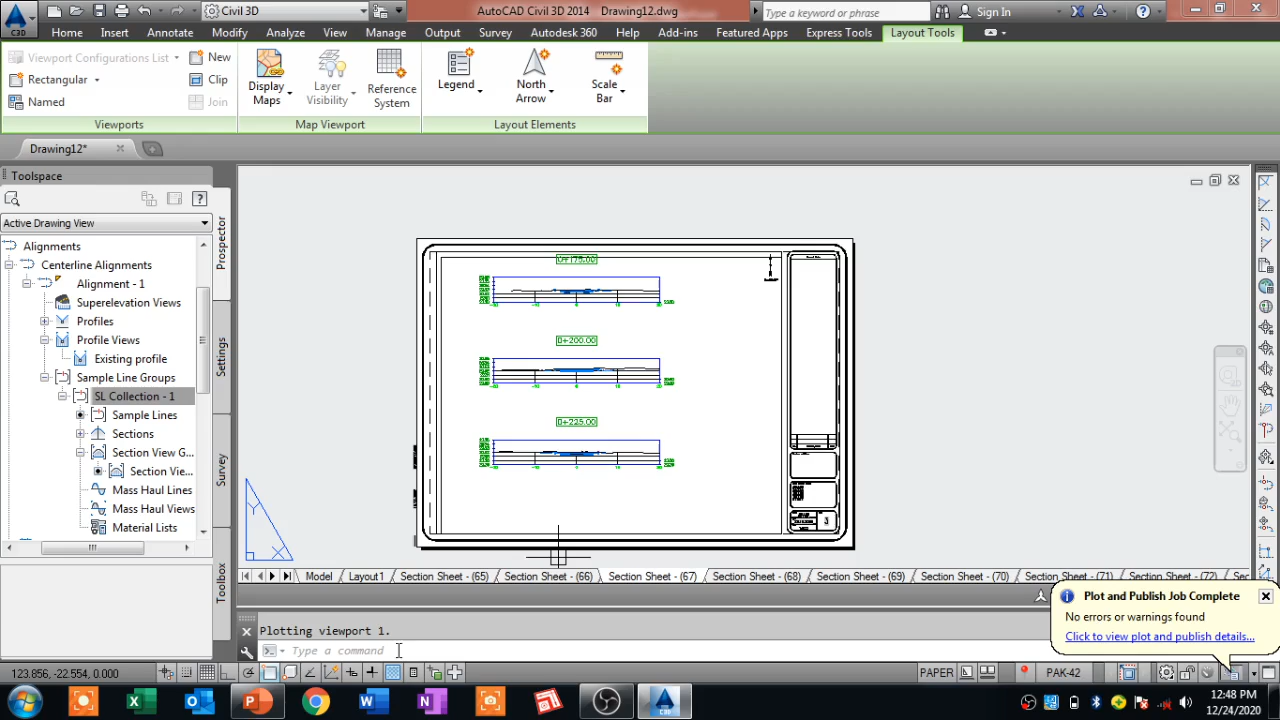 C3D
Civil 3D
AutoCAD Civil 3D 2014 Drawing12.dwg
Type a keyword or phrase
Sign In
Home Insert Annotate Modify Analyze View Manage Output Survey Autodesk 360 Help Add-ins Featured Apps Express Tools Layout Tools
Viewport Configurations List
New
Rectangular
Clip
Named
Join
Viewports
Display Maps
Layer Visibility
Reference System
Map Viewport
Legend
North Arrow
Scale Bar
Layout Elements
Drawing12*
Toolspace
Active Drawing View
Alignments
Centerline Alignments
Alignment - 1
Superelevation Views
Profiles
Profile Views
Existing profile
Sample Line Groups
SL Collection - 1
Sample Lines
Sections
Section View G...
Section Vie...
Mass Haul Lines
Mass Haul Views
Material Lists
Prospector
Settings
Survey
Toolbox
0+175.00
0+200.00
0+225.00
Y
X
Model Layout1 Section Sheet - (65) Section Sheet - (66) Section Sheet - (67) Section Sheet - (68) Section Sheet - (69) Section Sheet - (70) Section Sheet - (71) Section Sheet - (72)
Plotting viewport 1.
Type a command
Plot and Publish Job Complete
No errors or warnings found
Click to view plot and publish details...
123.856, -22.554, 0.000
PAPER
PAK-42
12:48 PM
12/24/2020